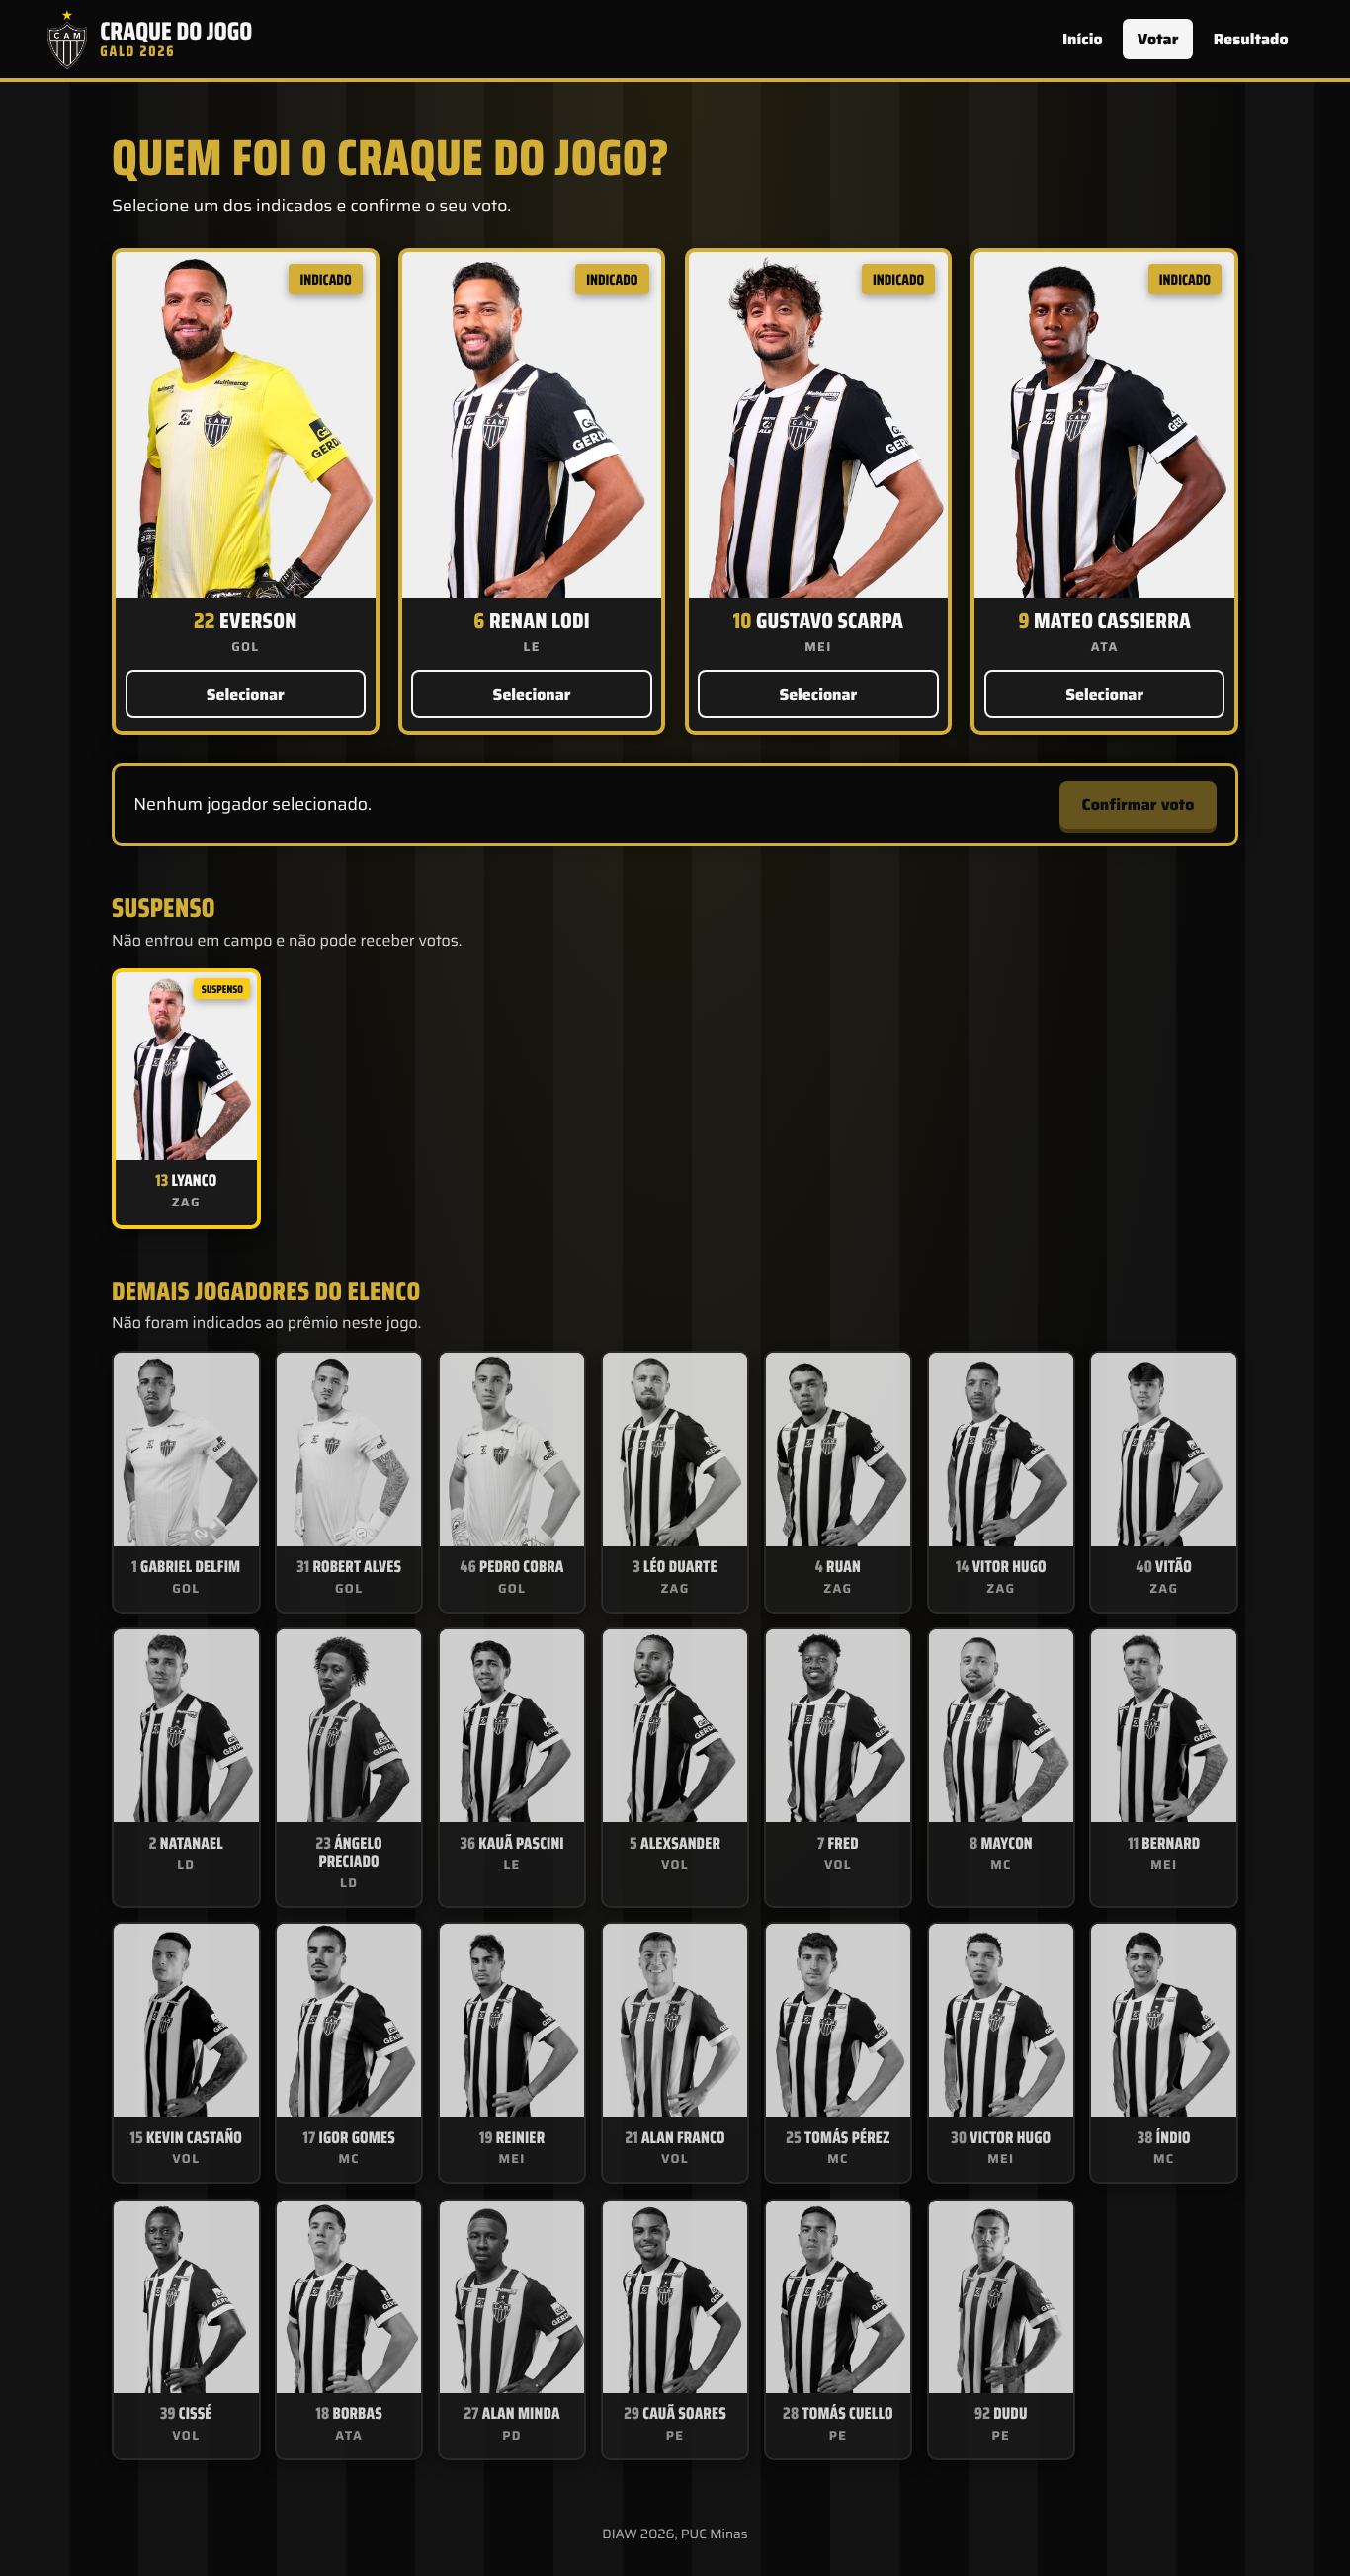 CAM
CRAQUE DO JOGO
GALO 2026
Início
Votar
Resultado
QUEM FOI O CRAQUE DO JOGO?
Selecione um dos indicados e confirme o seu voto.
INDICADO
INDICADO
INDICADO
INDICADO
22 EVERSON
GOL
Selecionar
6 RENAN LODI
LE
Selecionar
10 GUSTAVO SCARPA
MEI
Selecionar
9 MATEO CASSIERRA
ATA
Selecionar
Nenhum jogador selecionado.
Confirmar voto
SUSPENSO
Não entrou em campo e não pode receber votos.
SUSPENSO
13 LYANCO
ZAG
DEMAIS JOGADORES DO ELENCO
Não foram indicados ao prêmio neste jogo.
1 GABRIEL DELFIM
GOL
31 ROBERT ALVES
GOL
46 PEDRO COBRA
GOL
3 LÉO DUARTE
ZAG
4 RUAN
ZAG
14 VITOR HUGO
ZAG
40 VITÃO
ZAG
2 NATANAEL
LD
23 ÁNGELO
PRECIADO
LD
36 KAUÃ PASCINI
LE
5 ALEXSANDER
VOL
7 FRED
VOL
8 MAYCON
MC
11 BERNARD
MEI
15 KEVIN CASTAÑO
VOL
17 IGOR GOMES
MC
19 REINIER
MEI
21 ALAN FRANCO
VOL
25 TOMÁS PÉREZ
MC
30 VICTOR HUGO
MEI
38 ÍNDIO
MC
39 CISSÉ
VOL
18 BORBAS
ATA
27 ALAN MINDA
PD
29 CAUÃ SOARES
PE
28 TOMÁS CUELLO
PE
92 DUDU
PE
DIAW 2026, PUC Minas